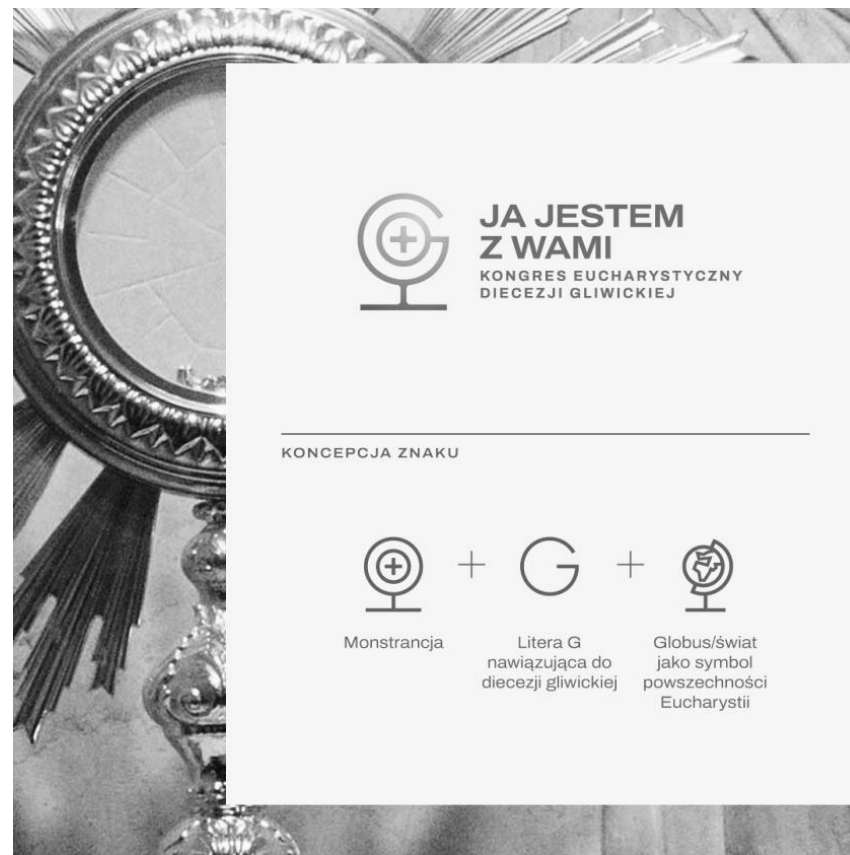 JA JESTEM
Z WAMI
KONGRES EUCHARYSTYCZNY
DIECEZJI GLIWICKIEJ
KONCEPCJA ZNAKU
Monstrancja
Litera G
nawiązująca do
diecezji gliwickiej
Globus/świat
jako symbol
powszechności
Eucharystii